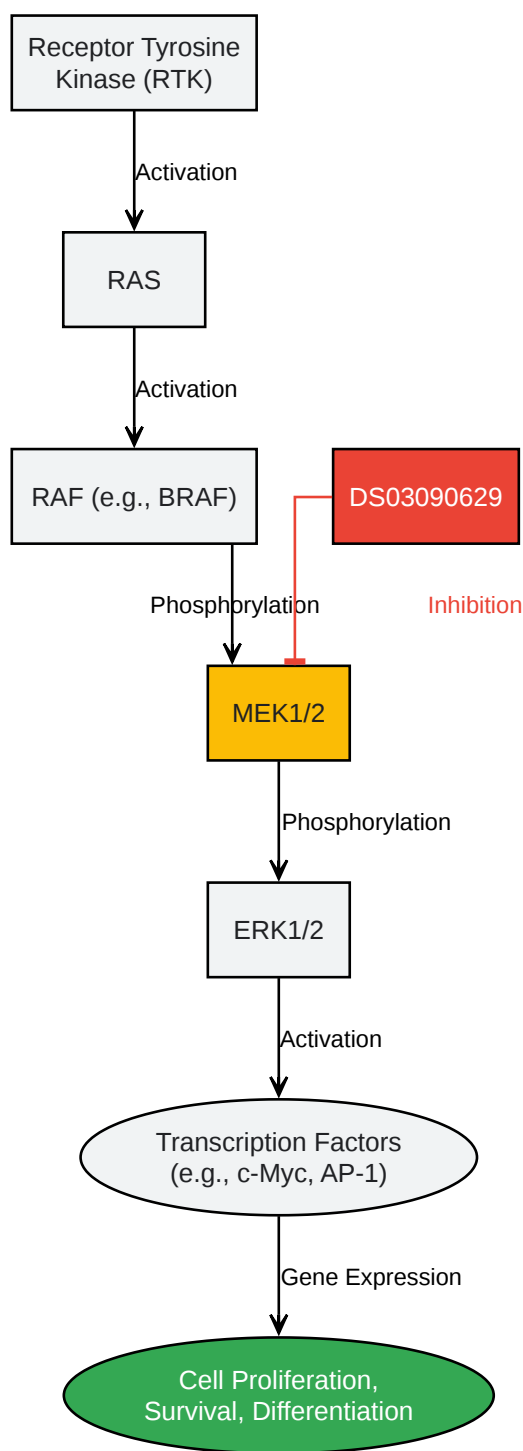 Receptor Tyrosine
Kinase (RTK)
Activation
RAS
Activation
RAF (e.g., BRAF)
DS03090629
Phosphorylation
Inhibition
MEK1/2
Phosphorylation
ERK1/2
Activation
Transcription Factors
(e.g., c-Myc, AP-1)
Gene Expression
Cell Proliferation,
Survival, Differentiation